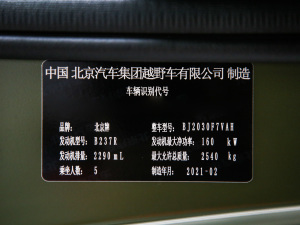 中国 北京汽车集团越野车有限公司 制造
车辆识别代号
品牌: 北京牌 整车型号: BJ2030F7VAH
发动机型号: B237R 发动机最大净功率: 160 kW
发动机排量: 2290 mL 最大允许总质量: 2540 kg
乘坐人数: 5 制造年月: 2021-02